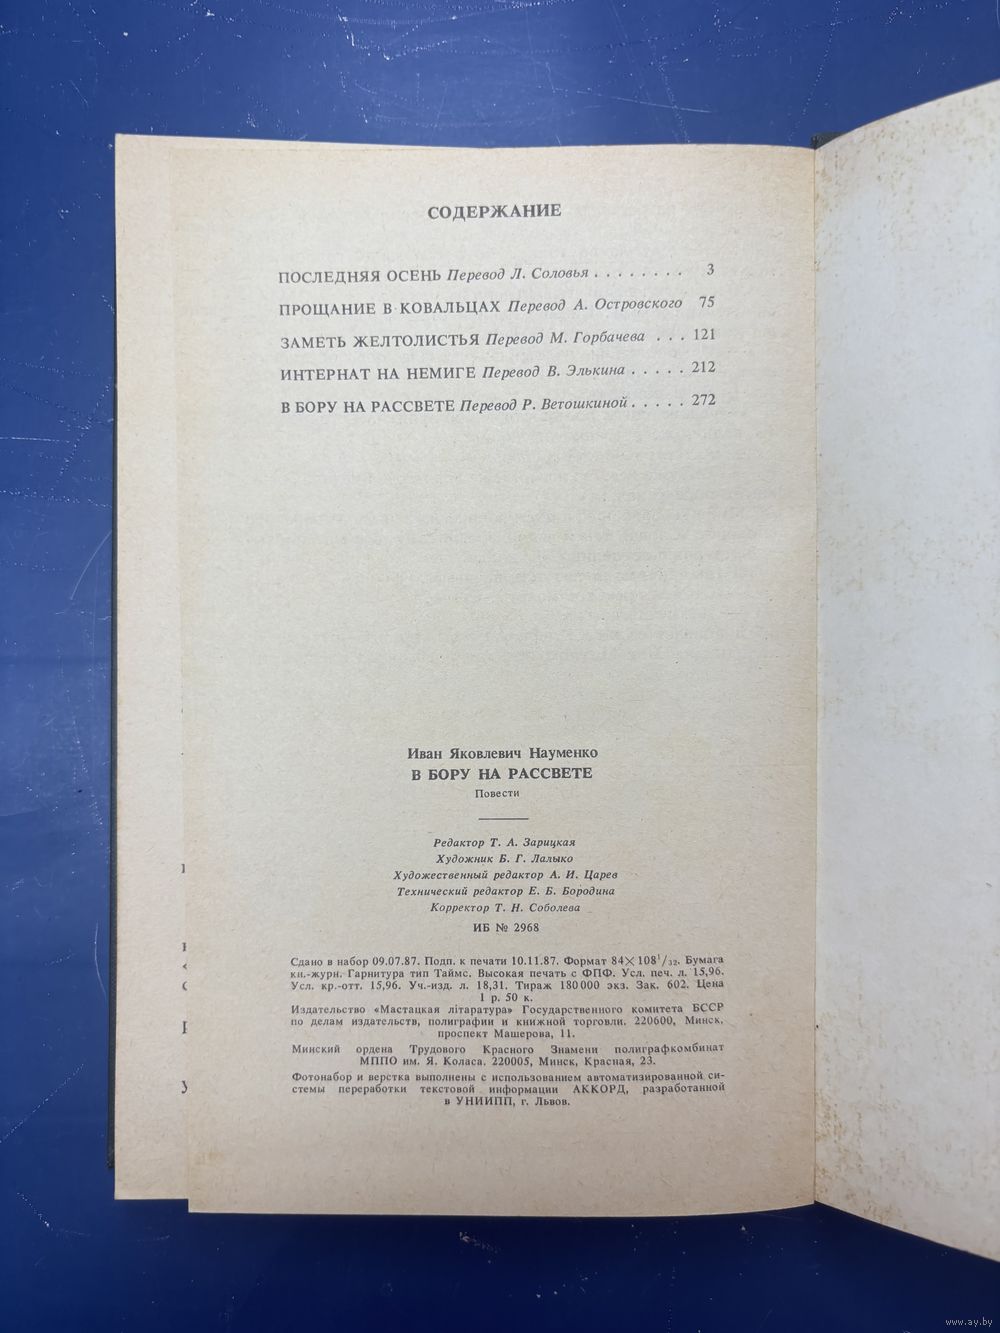 СОДЕРЖАНИЕ
ПОСЛЕДНЯЯ ОСЕНЬ Перевод Л. Соловья . . . . . . . . 3
ПРОЩАНИЕ В КОВАЛЬЦАХ Перевод А. Островского 75
ЗАМЕТЬ ЖЕЛТОЛИСТЬЯ Перевод М. Горбачева . . . 121
ИНТЕРНАТ НА НЕМИГЕ Перевод В. Элькина . . . . . 212
В БОРУ НА РАССВЕТЕ Перевод Р. Ветошкиной . . . . . 272
Иван Яковлевич Науменко
В БОРУ НА РАССВЕТЕ
Повести
Редактор Т. А. Зарицкая
Художник Б. Г. Лалыко
Художественный редактор А. И. Царев
Технический редактор Е. Б. Бородина
Корректор Т. Н. Соболева
ИБ № 2968
Сдано в набор 09.07.87. Подп. к печати 10.11.87. Формат 84×108¹/₃₂. Бумага
кн.-журн. Гарнитура тип Таймс. Высокая печать с ФПФ. Усл. печ. л. 15,96.
Усл. кр.-отт. 15,96. Уч.-изд. л. 18,31. Тираж 180 000 экз. Зак. 602. Цена
1 р. 50 к.
Издательство «Мастацкая літаратура» Государственного комитета БССР
по делам издательств, полиграфии и книжной торговли. 220600, Минск,
проспект Машерова, 11.
Минский ордена Трудового Красного Знамени полиграфкомбинат
МППО им. Я. Коласа. 220005, Минск, Красная, 23.
Фотонабор и верстка выполнены с использованием автоматизированной си-
стемы переработки текстовой информации АККОРД, разработанной
в УНИИПП, г. Львов.
www.ay.by